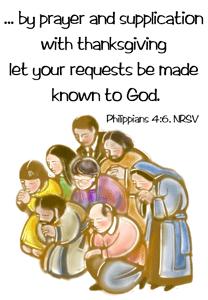 ... by prayer and supplication
with thanksgiving
let your requests be made
known to God.
Philippians 4:6, NRSV